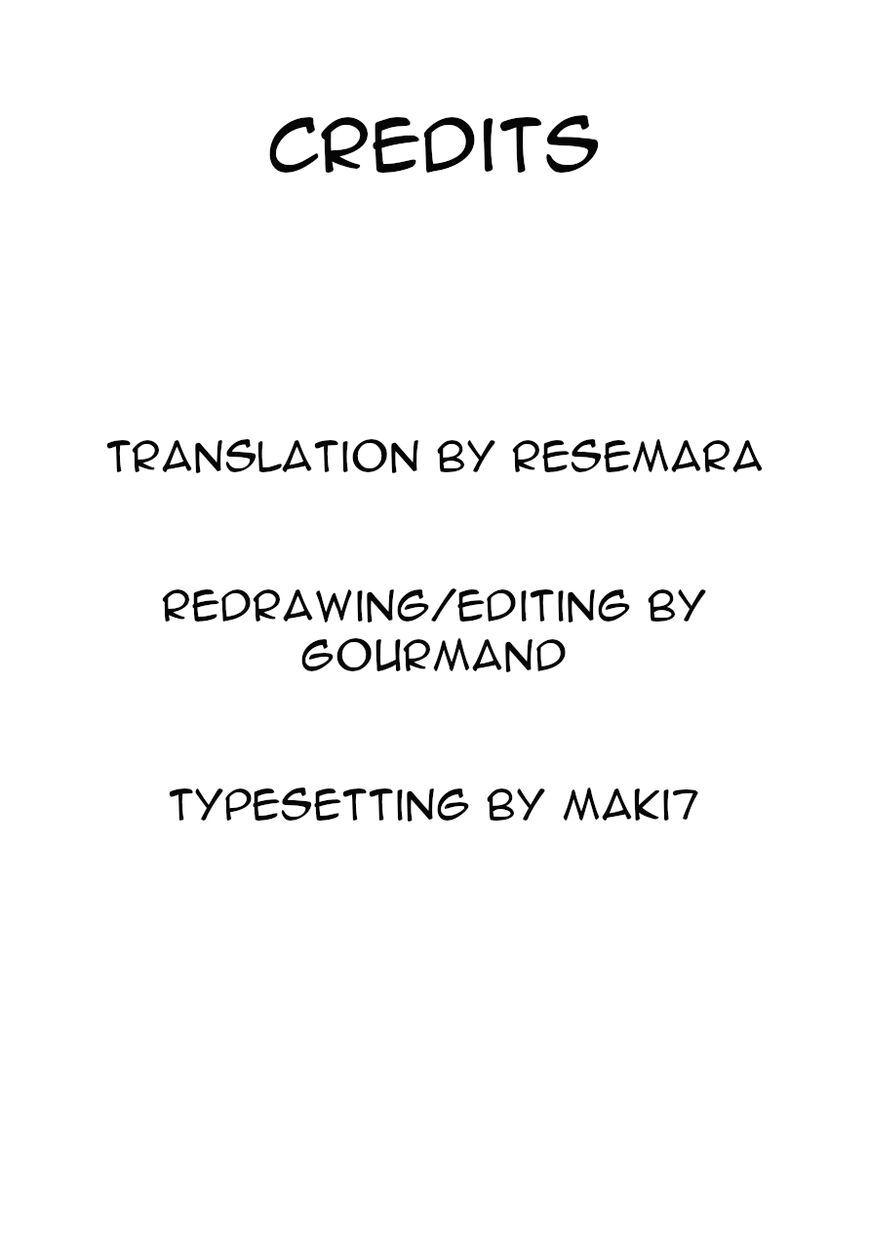 CREDITS
TRANSLATION BY RESEMARA
REDRAWING/EDITING BY
GOURMAND
TYPESETTING BY MAKI7